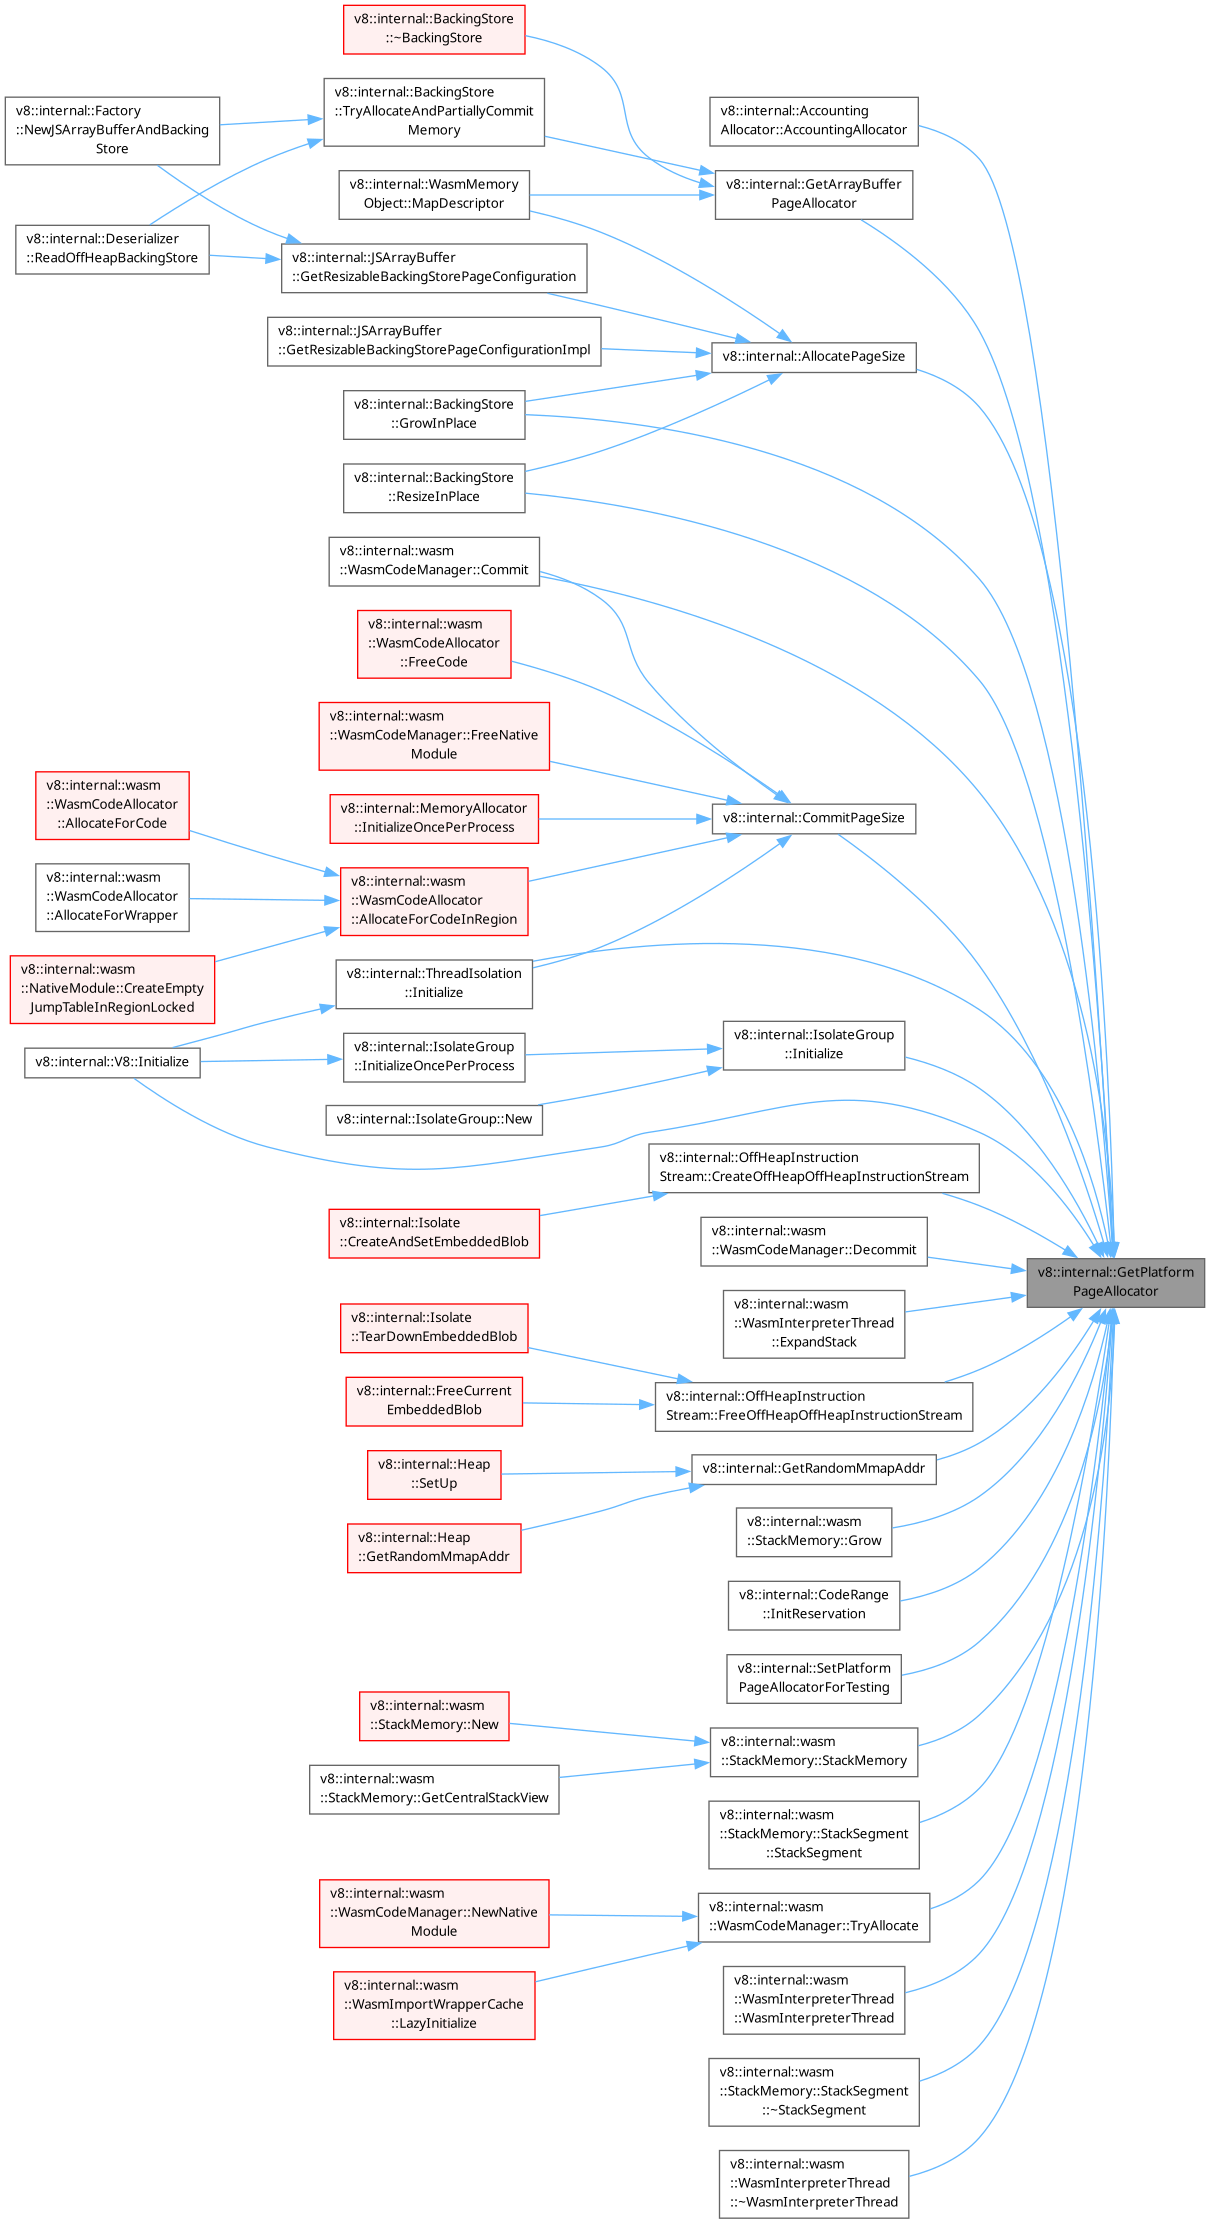 v8::internal::BackingStore
::~BackingStore
v8::internal::BackingStore
::TryAllocateAndPartiallyCommit
Memory
v8::internal::Factory
::NewJSArrayBufferAndBacking
Store
v8::internal::Accounting
Allocator::AccountingAllocator
v8::internal::WasmMemory
Object::MapDescriptor
v8::internal::GetArrayBuffer
PageAllocator
v8::internal::Deserializer
::ReadOffHeapBackingStore
v8::internal::JSArrayBuffer
::GetResizableBackingStorePageConfiguration
v8::internal::JSArrayBuffer
::GetResizableBackingStorePageConfigurationImpl
v8::internal::AllocatePageSize
v8::internal::BackingStore
::GrowInPlace
v8::internal::BackingStore
::ResizeInPlace
v8::internal::wasm
::WasmCodeManager::Commit
v8::internal::wasm
::WasmCodeAllocator
::FreeCode
v8::internal::wasm
::WasmCodeManager::FreeNative
Module
v8::internal::wasm
::WasmCodeAllocator
::AllocateForCode
v8::internal::MemoryAllocator
::InitializeOncePerProcess
v8::internal::CommitPageSize
v8::internal::wasm
::WasmCodeAllocator
::AllocateForWrapper
v8::internal::wasm
::WasmCodeAllocator
::AllocateForCodeInRegion
v8::internal::wasm
::NativeModule::CreateEmpty
JumpTableInRegionLocked
v8::internal::ThreadIsolation
::Initialize
v8::internal::V8::Initialize
v8::internal::IsolateGroup
::InitializeOncePerProcess
v8::internal::IsolateGroup
::Initialize
v8::internal::IsolateGroup::New
v8::internal::OffHeapInstruction
Stream::CreateOffHeapOffHeapInstructionStream
v8::internal::Isolate
::CreateAndSetEmbeddedBlob
v8::internal::wasm
::WasmCodeManager::Decommit
v8::internal::GetPlatform
PageAllocator
v8::internal::wasm
::WasmInterpreterThread
::ExpandStack
v8::internal::Isolate
::TearDownEmbeddedBlob
v8::internal::FreeCurrent
EmbeddedBlob
v8::internal::OffHeapInstruction
Stream::FreeOffHeapOffHeapInstructionStream
v8::internal::Heap
::SetUp
v8::internal::GetRandomMmapAddr
v8::internal::Heap
::GetRandomMmapAddr
v8::internal::wasm
::StackMemory::Grow
v8::internal::CodeRange
::InitReservation
v8::internal::SetPlatform
PageAllocatorForTesting
v8::internal::wasm
::StackMemory::New
v8::internal::wasm
::StackMemory::StackMemory
v8::internal::wasm
::StackMemory::GetCentralStackView
v8::internal::wasm
::StackMemory::StackSegment
::StackSegment
v8::internal::wasm
::WasmCodeManager::NewNative
Module
v8::internal::wasm
::WasmCodeManager::TryAllocate
v8::internal::wasm
::WasmImportWrapperCache
::LazyInitialize
v8::internal::wasm
::WasmInterpreterThread
::WasmInterpreterThread
v8::internal::wasm
::StackMemory::StackSegment
::~StackSegment
v8::internal::wasm
::WasmInterpreterThread
::~WasmInterpreterThread